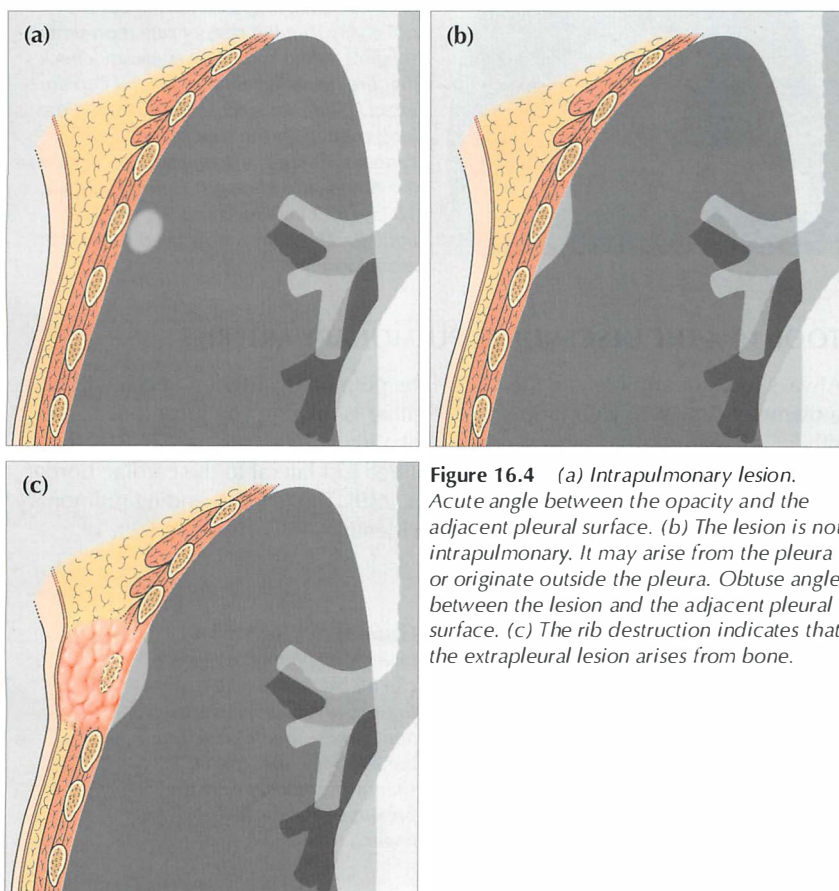 (a)
(b)
(c)
Figure 16.4 (a) Intrapulmonary lesion.
Acute angle between the opacity and the
adjacent pleural surface. (b) The lesion is not
intrapulmonary. It may arise from the pleura
or originate outside the pleura. Obtuse angle
between the lesion and the adjacent pleural
surface. (c) The rib destruction indicates that
the extrapleural lesion arises from bone.